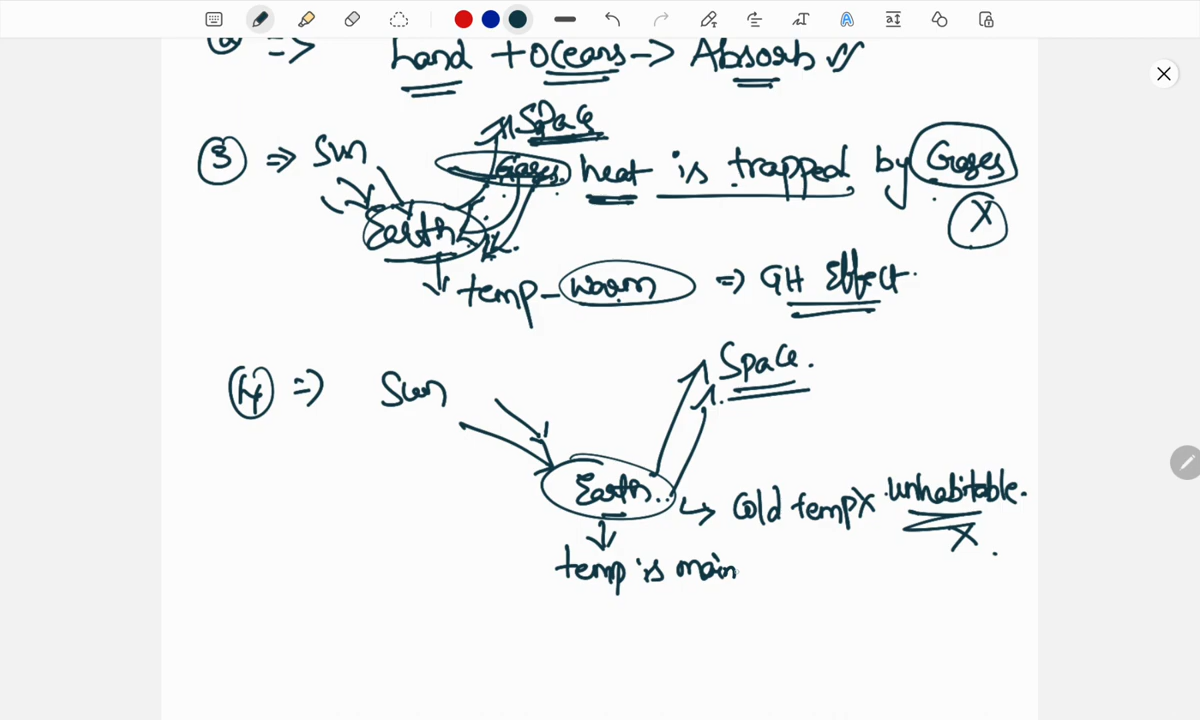 ② => Land + Oceans -> Absorb
Space
③ => Sun Gases heat is trapped by Gases
Earth X
temp - warm => GH Effect.
Space.
④ => Sun
Earth.. Cold temp X unhabitable.
X
temp is main